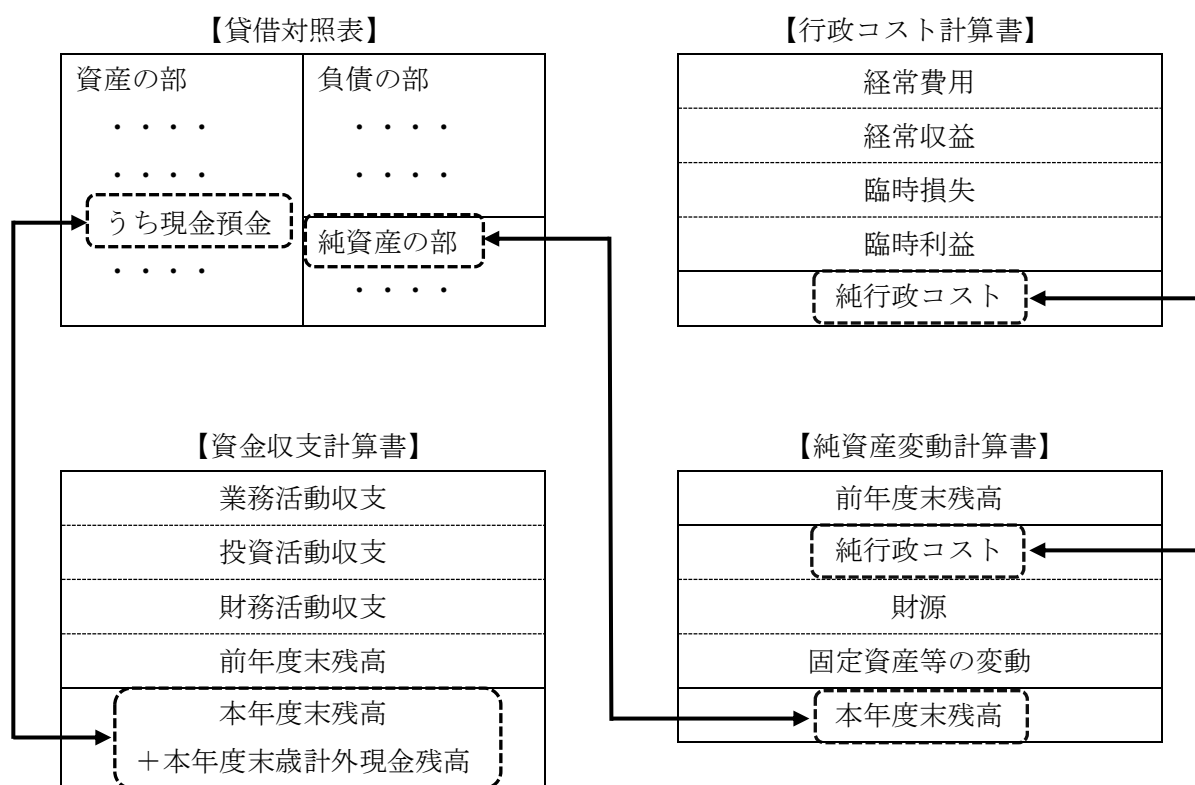 【貸借対照表】
資産の部
・・・・
・・・・
うち現金預金
・・・・
負債の部
・・・・
・・・・
純資産の部
・・・・
【行政コスト計算書】
経常費用
経常収益
臨時損失
臨時利益
純行政コスト
【資金収支計算書】
業務活動収支
投資活動収支
財務活動収支
前年度末残高
本年度末残高
＋本年度末歳計外現金残高
【純資産変動計算書】
前年度末残高
純行政コスト
財源
固定資産等の変動
本年度末残高